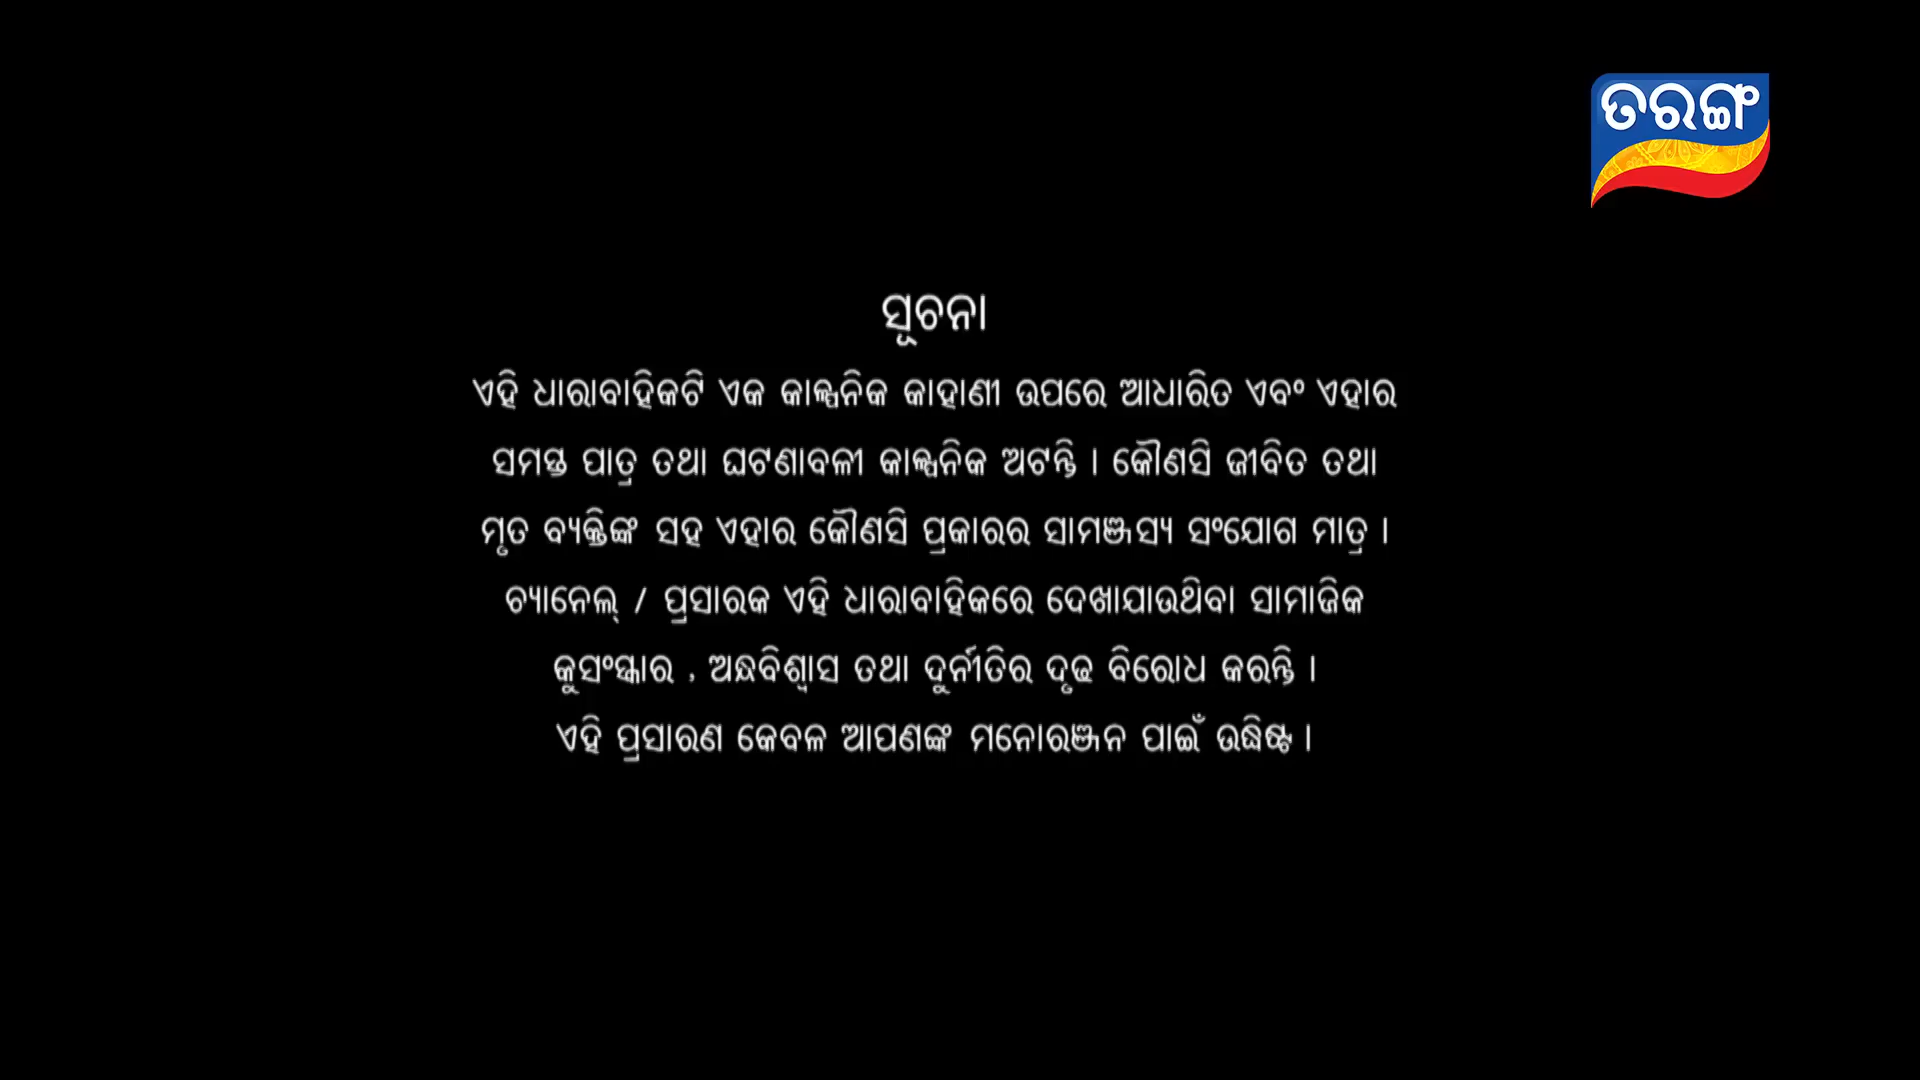 ତରଙ୍ଗ
ସୂଚନା
ଏହି ଧାରାବାହିକଟି ଏକ କାଳ୍ପନିକ କାହାଣୀ ଉପରେ ଆଧାରିତ ଏବଂ ଏହାର
ସମସ୍ତ ପାତ୍ର ତଥା ଘଟଣାବଳୀ କାଳ୍ପନିକ ଅଟନ୍ତି । କୌଣସି ଜୀବିତ ତଥା
ମୃତ ବ୍ୟକ୍ତିଙ୍କ ସହ ଏହାର କୌଣସି ପ୍ରକାରର ସାମଞ୍ଜସ୍ୟ ସଂଯୋଗ ମାତ୍ର ।
ଚ୍ୟାନେଲ୍ / ପ୍ରସାରକ ଏହି ଧାରାବାହିକରେ ଦେଖାଯାଉଥିବା ସାମାଜିକ
କୁସଂସ୍କାର , ଅନ୍ଧବିଶ୍ୱାସ ତଥା ଦୁର୍ନୀତିର ଦୃଢ ବିରୋଧ କରନ୍ତି ।
ଏହି ପ୍ରସାରଣ କେବଳ ଆପଣଙ୍କ ମନୋରଞ୍ଜନ ପାଇଁ ଉଦ୍ଧିଷ୍ଟ ।